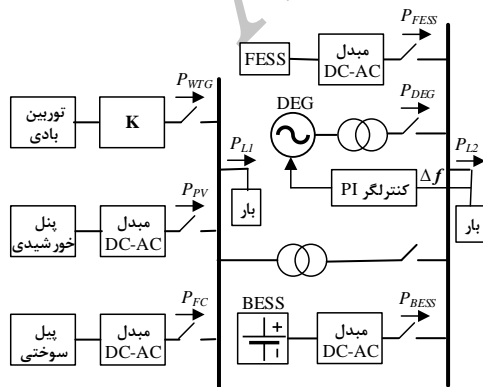 P_FESS
FESS
مبدل
DC-AC
P_WTG
توربین
بادی
K
DEG
P_DEG
P_L1
بار
P_L2
کنترلگر PI
Δf
بار
P_PV
پنل
خورشیدی
مبدل
DC-AC
P_FC
پیل
سوختی
مبدل
DC-AC
BESS
+
-
مبدل
DC-AC
P_BESS